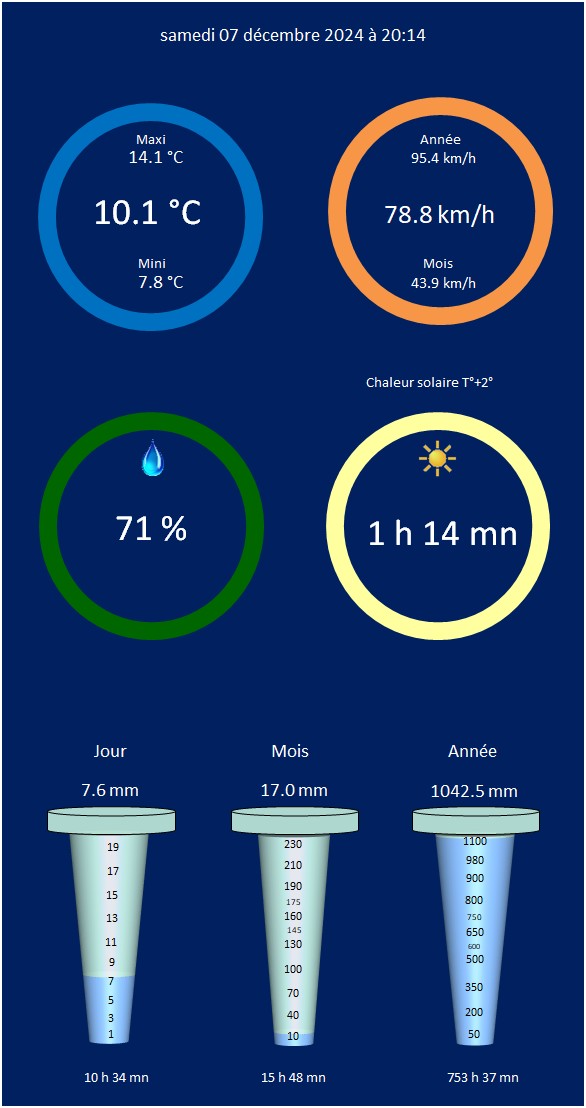 samedi 07 décembre 2024 à 20:14
Maxi
14.1 °C
10.1 °C
Mini
7.8 °C
Année
95.4 km/h
78.8 km/h
Mois
43.9 km/h
Chaleur solaire T°+2°
71 %
1 h 14 mn
Jour
7.6 mm
19
17
15
13
11
9
7
5
3
1
10 h 34 mn
Mois
17.0 mm
230
210
190
175
160
145
130
100
70
40
10
15 h 48 mn
Année
1042.5 mm
1100
980
900
800
750
650
600
500
350
200
50
753 h 37 mn